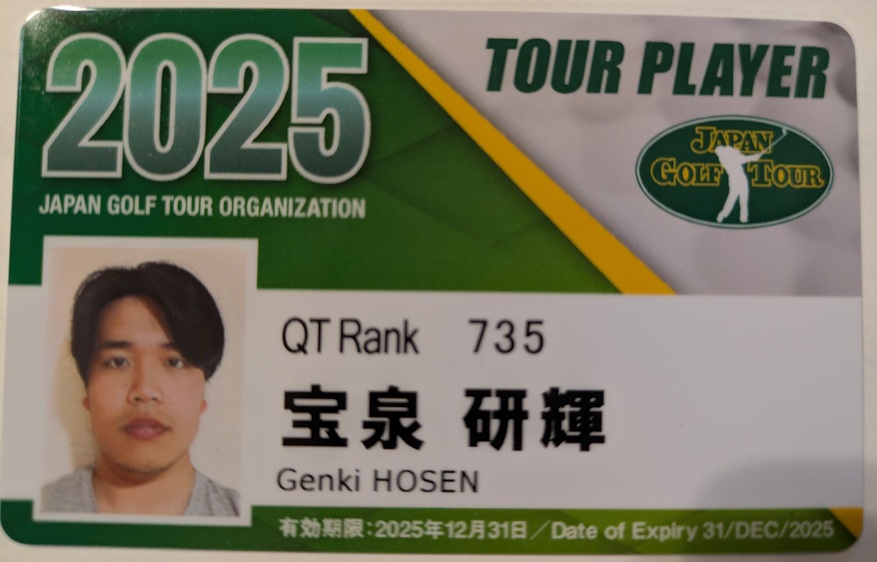 2025
JAPAN GOLF TOUR ORGANIZATION
TOUR PLAYER
JAPAN
GOLF TOUR
QT Rank 735
宝泉 研輝
Genki HOSEN
有効期限:2025年12月31日／Date of Expiry 31/DEC/2025